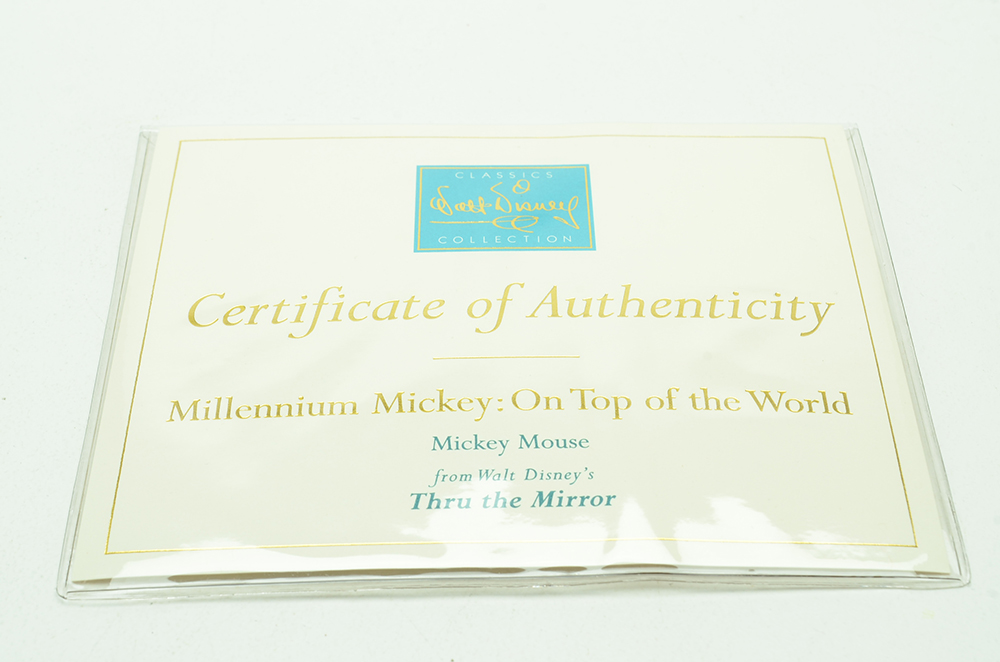 CLASSICS
Walt Disney
COLLECTION
Certificate of Authenticity
Millennium Mickey: On Top of the World
Mickey Mouse
from Walt Disney's
Thru the Mirror